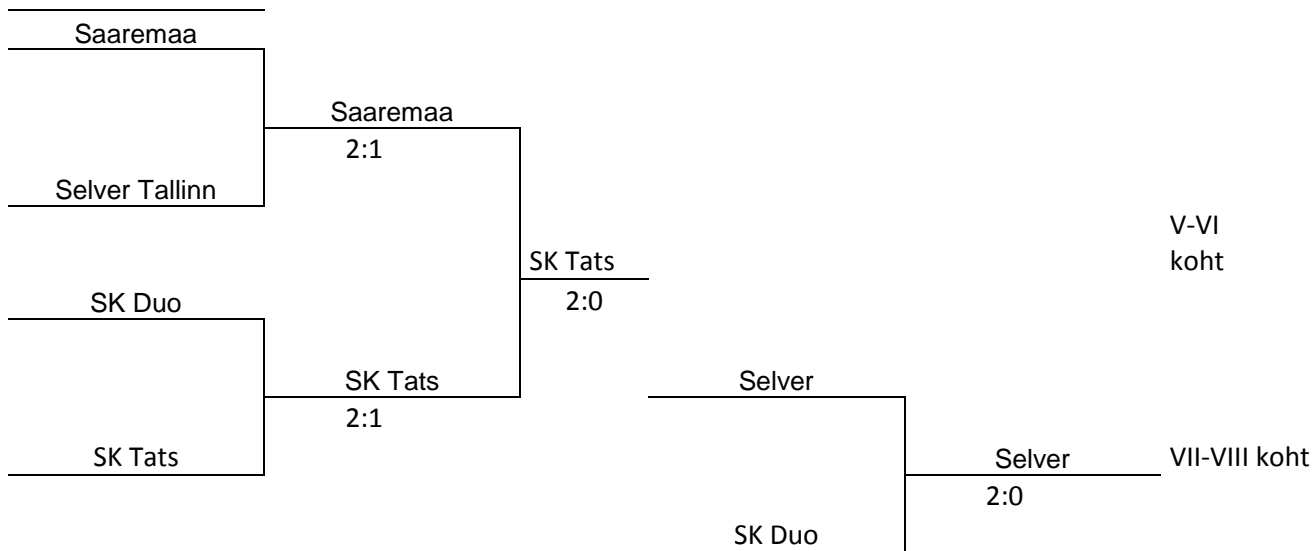 Saaremaa
Saaremaa
2:1
Selver Tallinn
V-VI
koht
SK Tats
2:0
SK Duo
SK Tats
2:1
Selver
SK Tats
Selver
2:0
VII-VIII koht
SK Duo